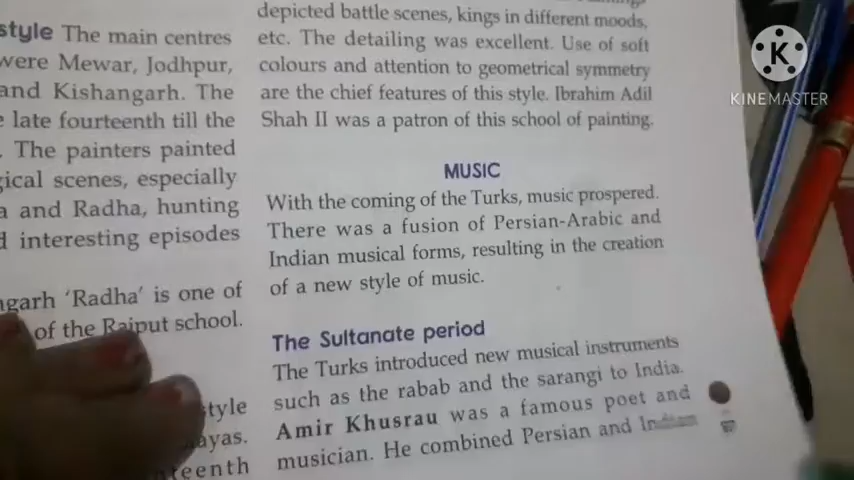 style The main centres
were Mewar, Jodhpur,
and Kishangarh. The
late fourteenth till the
. The painters painted
gical scenes, especially
a and Radha, hunting
d interesting episodes
ngarh 'Radha' is one of
of the Rajput school.
style
ayas.
teenth
depicted battle scenes, kings in different moods,
etc. The detailing was excellent. Use of soft
colours and attention to geometrical symmetry
are the chief features of this style. Ibrahim Adil
Shah II was a patron of this school of painting.
MUSIC
With the coming of the Turks, music prospered.
There was a fusion of Persian-Arabic and
Indian musical forms, resulting in the creation
of a new style of music.
The Sultanate period
The Turks introduced new musical instruments
such as the rabab and the sarangi to India.
Amir Khusrau was a famous poet and
musician. He combined Persian and Indian
K
KINEMASTER